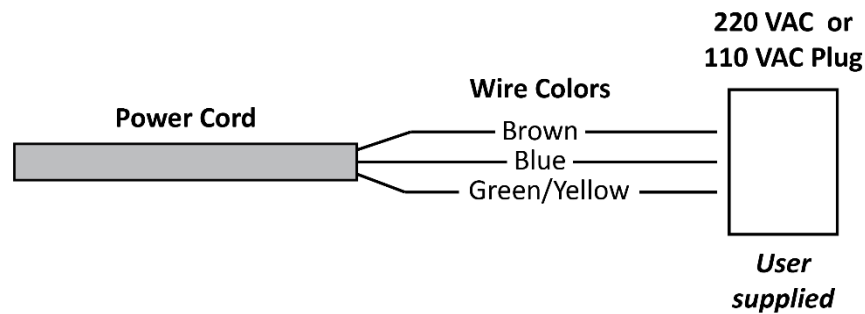 220 VAC or
110 VAC Plug
Wire Colors
Power Cord
Brown
Blue
Green/Yellow
User
supplied